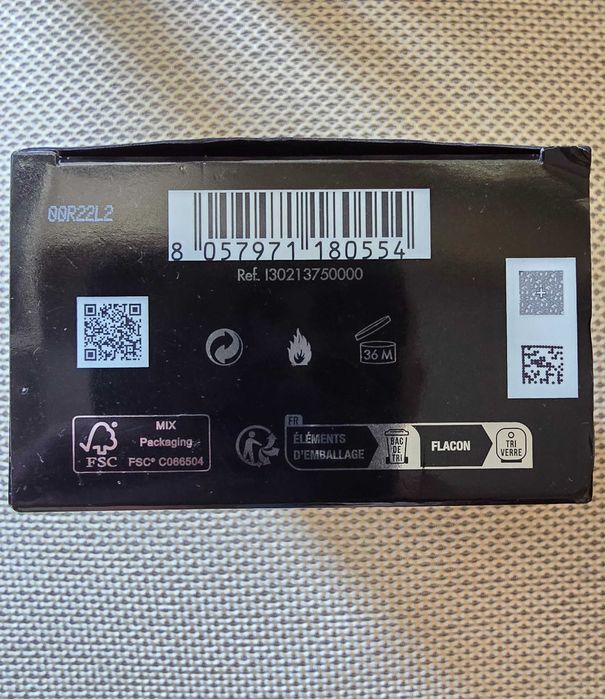 00R22L2
8 057971 180554
Ref. I30213750000
36 M
MIX
Packaging
FSC
FSC® C066504
FR
ÉLÉMENTS
D'EMBALLAGE
BAC
DE
TRI
FLACON
TRI
VERRE